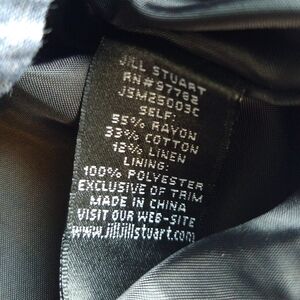 JILL STUART
RN#97782
JSM25003C
SELF:
55% RAYON
33% COTTON
12% LINEN
LINING:
100% POLYESTER
EXCLUSIVE OF TRIM
MADE IN CHINA
VISIT OUR WEB-SITE
www.jilljillstuart.com